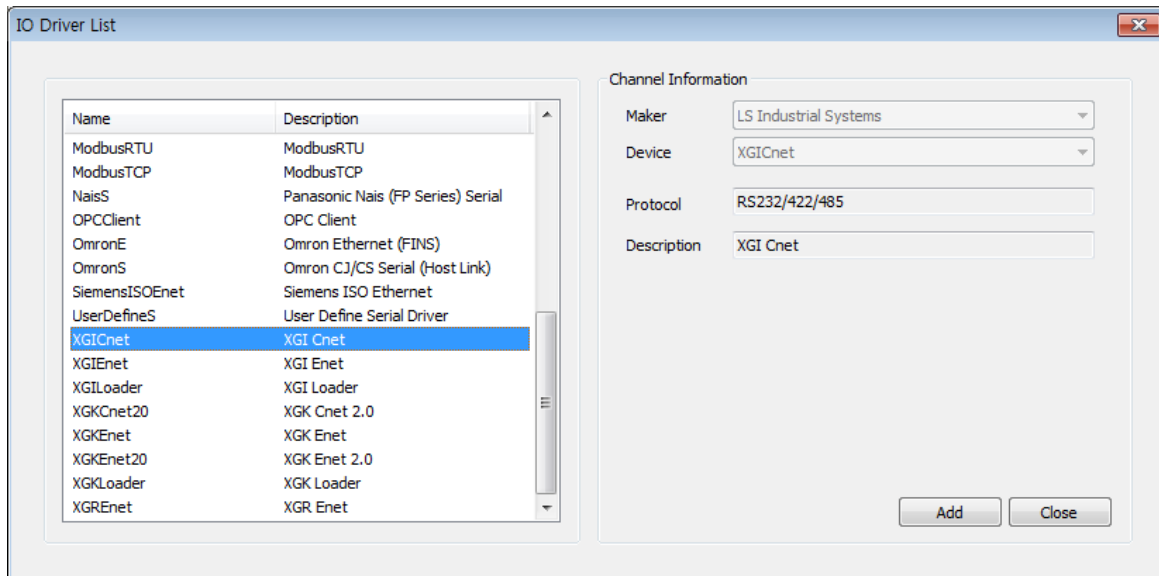 IO Driver List
Name Description
ModbusRTU ModbusRTU
ModbusTCP ModbusTCP
NaisS Panasonic Nais (FP Series) Serial
OPCClient OPC Client
OmronE Omron Ethernet (FINS)
OmronS Omron CJ/CS Serial (Host Link)
SiemensISOEnet Siemens ISO Ethernet
UserDefineS User Define Serial Driver
XGICnet XGI Cnet
XGIEnet XGI Enet
XGILoader XGI Loader
XGKCnet20 XGK Cnet 2.0
XGKEnet XGK Enet
XGKEnet20 XGK Enet 2.0
XGKLoader XGK Loader
XGREnet XGR Enet
Channel Information
Maker LS Industrial Systems
Device XGICnet
Protocol RS232/422/485
Description XGI Cnet
Add Close